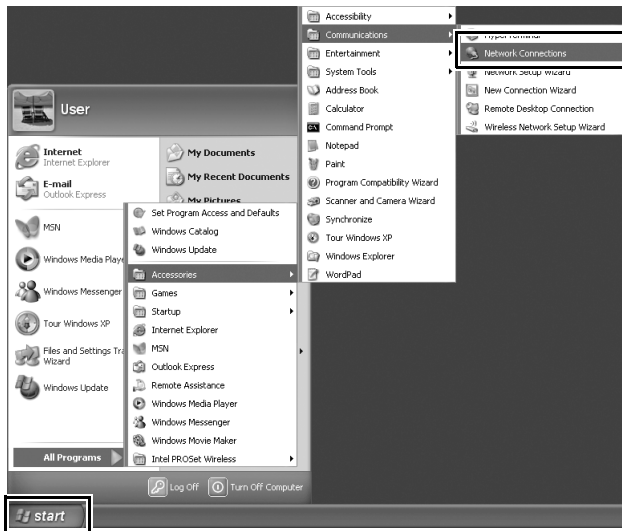 Accessibility
Communications
Entertainment
System Tools
Address Book
Calculator
Command Prompt
Notepad
Paint
Program Compatibility Wizard
Scanner and Camera Wizard
Synchronize
Tour Windows XP
Windows Explorer
WordPad
HyperTerminal
Network Connections
Network Setup Wizard
New Connection Wizard
Remote Desktop Connection
Wireless Network Setup Wizard
User
Internet
Internet Explorer
E-mail
Outlook Express
MSN
Windows Media Playe
Windows Messenger
Tour Windows XP
Files and Settings Tra
Wizard
Windows Update
All Programs
My Documents
My Recent Documents
My Pictures
Set Program Access and Defaults
Windows Catalog
Windows Update
Accessories
Games
Startup
Internet Explorer
MSN
Outlook Express
Remote Assistance
Windows Media Player
Windows Messenger
Windows Movie Maker
Intel PROSet Wireless
Log Off
Turn Off Computer
start